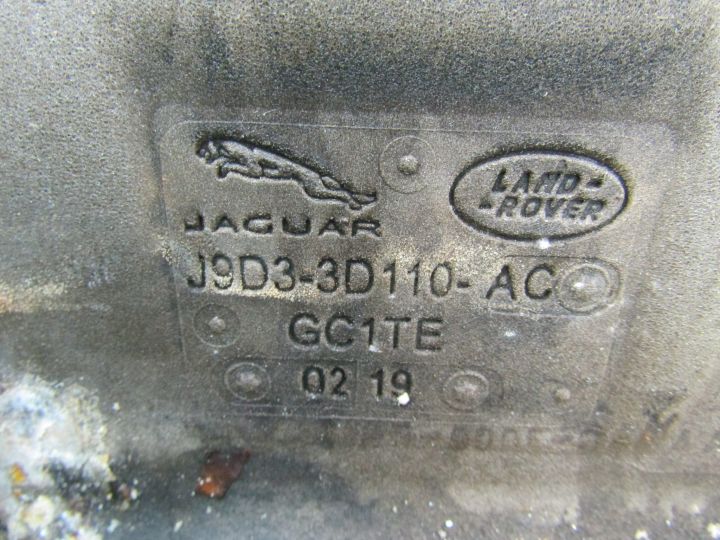 JAGUAR
LAND-
-ROVER
J9D3-3D110-AC
GC1TE
02 19